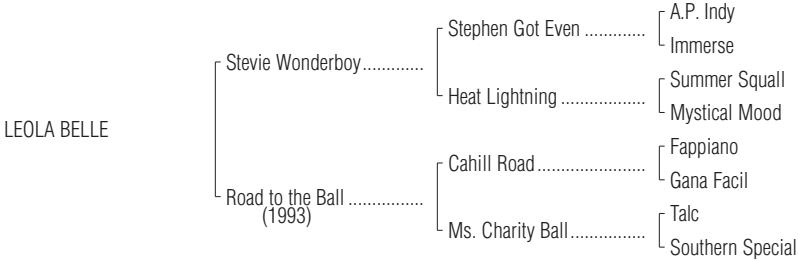 A.P. Indy
Stephen Got Even .............
Immerse
Stevie Wonderboy.............
Summer Squall
Heat Lightning ..................
Mystical Mood
LEOLA BELLE
Fappiano
Cahill Road.......................
Gana Facil
Road to the Ball ................
(1993)
Talc
Ms. Charity Ball................
Southern Special